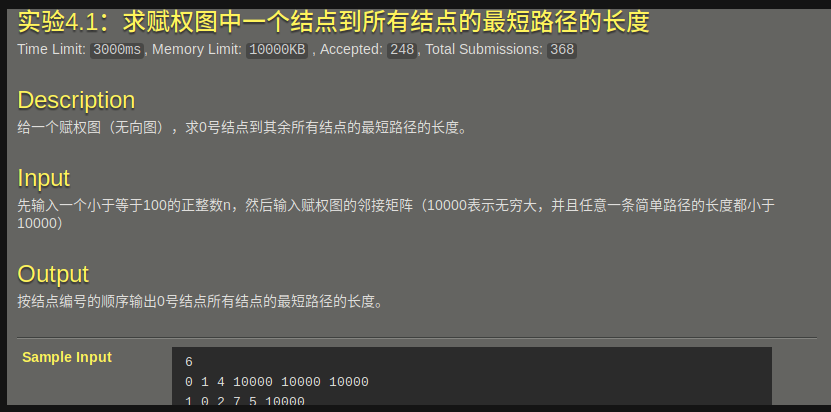 实验4.1：求赋权图中一个结点到所有结点的最短路径的长度
Time Limit: 3000ms, Memory Limit: 10000KB , Accepted: 248, Total Submissions: 368
Description
给一个赋权图（无向图），求0号结点到其余所有结点的最短路径的长度。
Input
先输入一个小于等于100的正整数n，然后输入赋权图的邻接矩阵（10000表示无穷大，并且任意一条简单路径的长度都小于
10000）
Output
按结点编号的顺序输出0号结点所有结点的最短路径的长度。
Sample Input
6
0 1 4 10000 10000 10000
1 0 2 7 5 10000